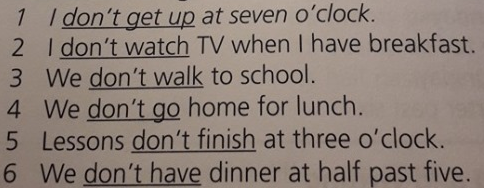 1 I don't get up at seven o'clock.
2 I don't watch TV when I have breakfast.
3 We don't walk to school.
4 We don't go home for lunch.
5 Lessons don't finish at three o'clock.
6 We don't have dinner at half past five.